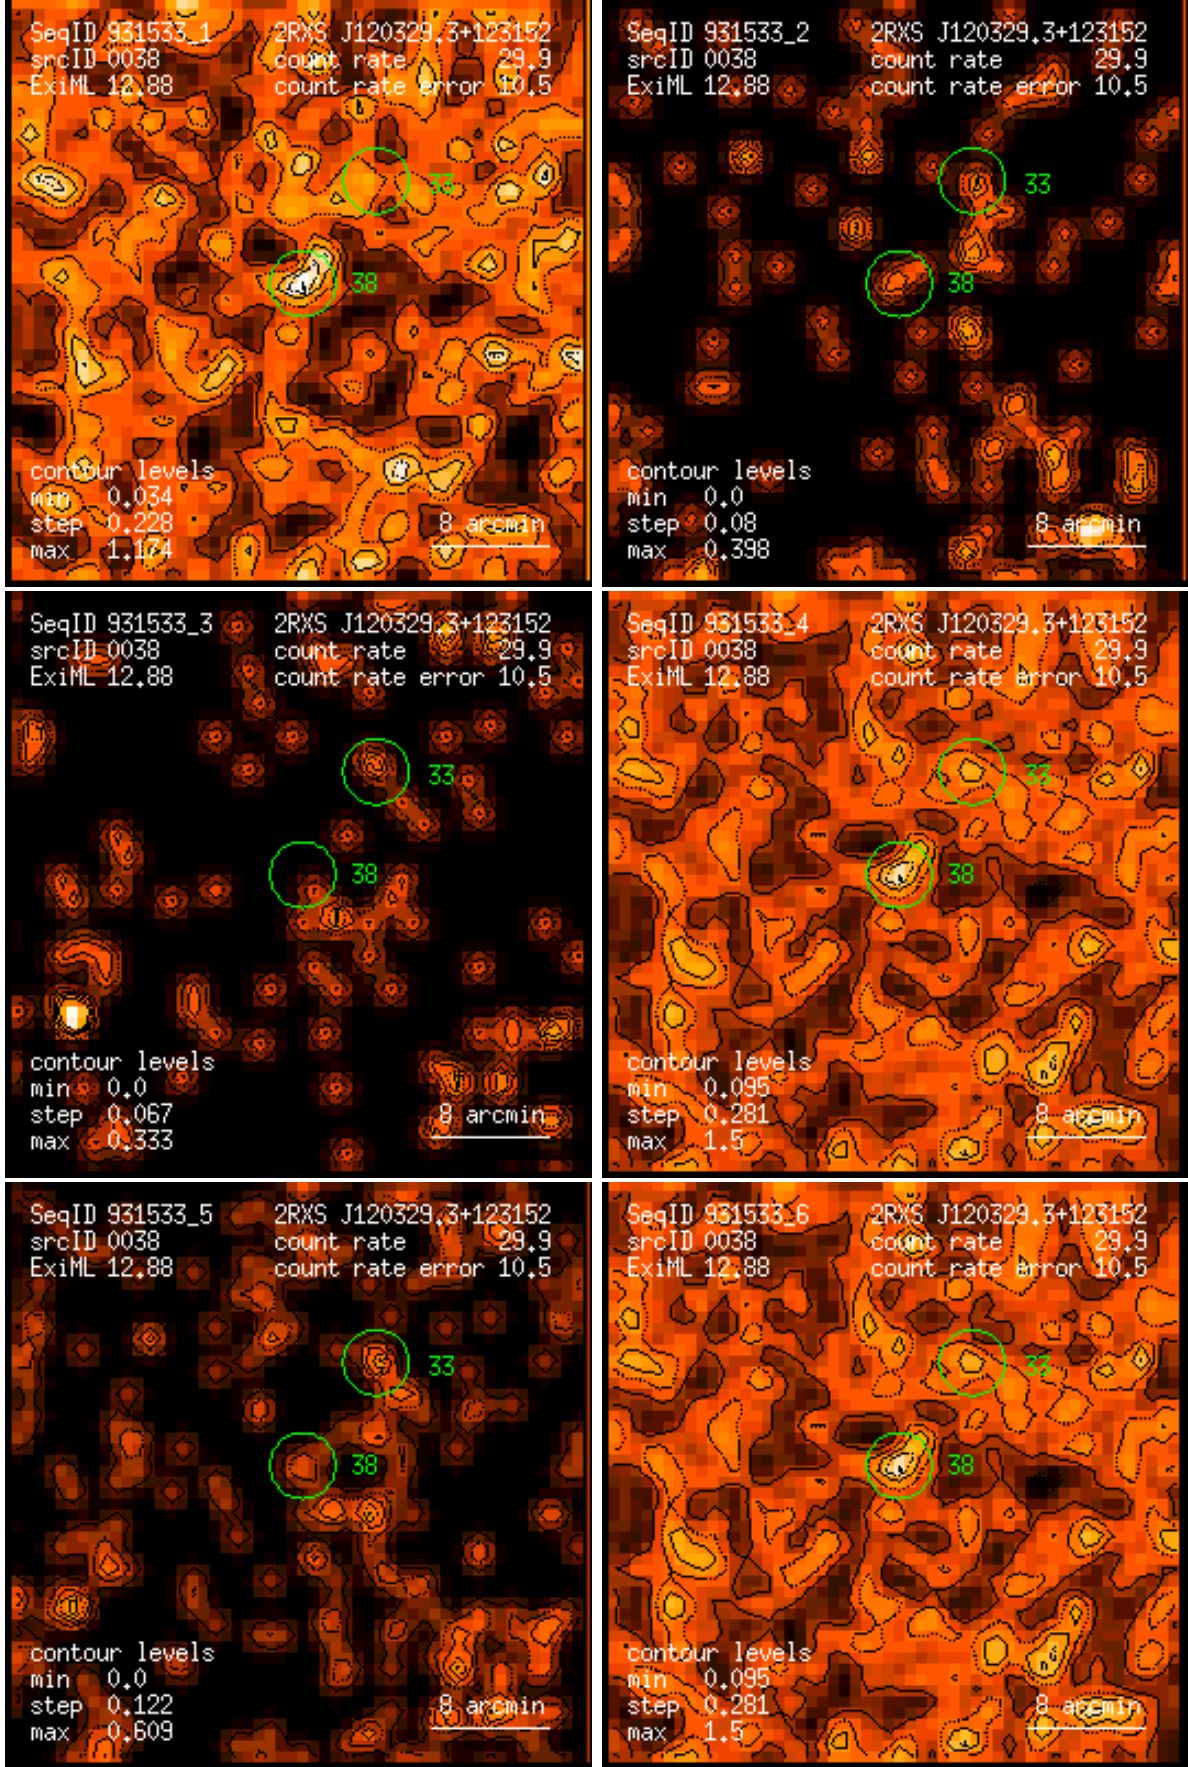 SeqID 931533_1 2RXS J120329.3+123152
srcID 0038 count rate 29.9
ExiML 12.88 count rate error 10.5
33
38
contour levels
min 0.034
step 0.228
max 1.174
8 arcmin
SeqID 931533_2 2RXS J120329.3+123152
srcID 0038 count rate 29.9
ExiML 12.88 count rate error 10.5
33
38
contour levels
min 0.0
step 0.08
max 0.398
8 arcmin
SeqID 931533_3 2RXS J120329.3+123152
srcID 0038 count rate 29.9
ExiML 12.88 count rate error 10.5
33
38
contour levels
min 0.0
step 0.067
max 0.333
8 arcmin
SeqID 931533_4 2RXS J120329.3+123152
srcID 0038 count rate 29.9
ExiML 12.88 count rate error 10.5
33
38
contour levels
min 0.095
step 0.281
max 1.5
8 arcmin
SeqID 931533_5 2RXS J120329.3+123152
srcID 0038 count rate 29.9
ExiML 12.88 count rate error 10.5
33
38
contour levels
min 0.0
step 0.122
max 0.609
8 arcmin
SeqID 931533_6 2RXS J120329.3+123152
srcID 0038 count rate 29.9
ExiML 12.88 count rate error 10.5
33
38
contour levels
min 0.095
step 0.281
max 1.5
8 arcmin